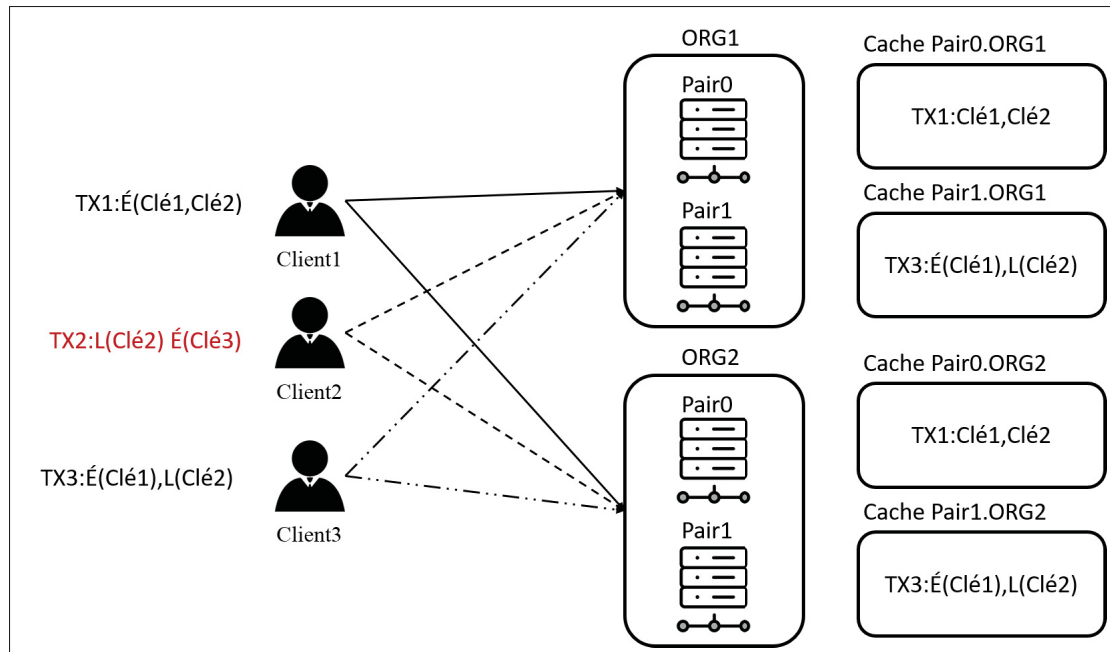 TX1:É(Clé1,Clé2)
Client1
TX2:L(Clé2) É(Clé3)
Client2
TX3:É(Clé1),L(Clé2)
Client3
ORG1
Pair0
Pair1
ORG2
Pair0
Pair1
Cache Pair0.ORG1
TX1:Clé1,Clé2
Cache Pair1.ORG1
TX3:É(Clé1),L(Clé2)
Cache Pair0.ORG2
TX1:Clé1,Clé2
Cache Pair1.ORG2
TX3:É(Clé1),L(Clé2)